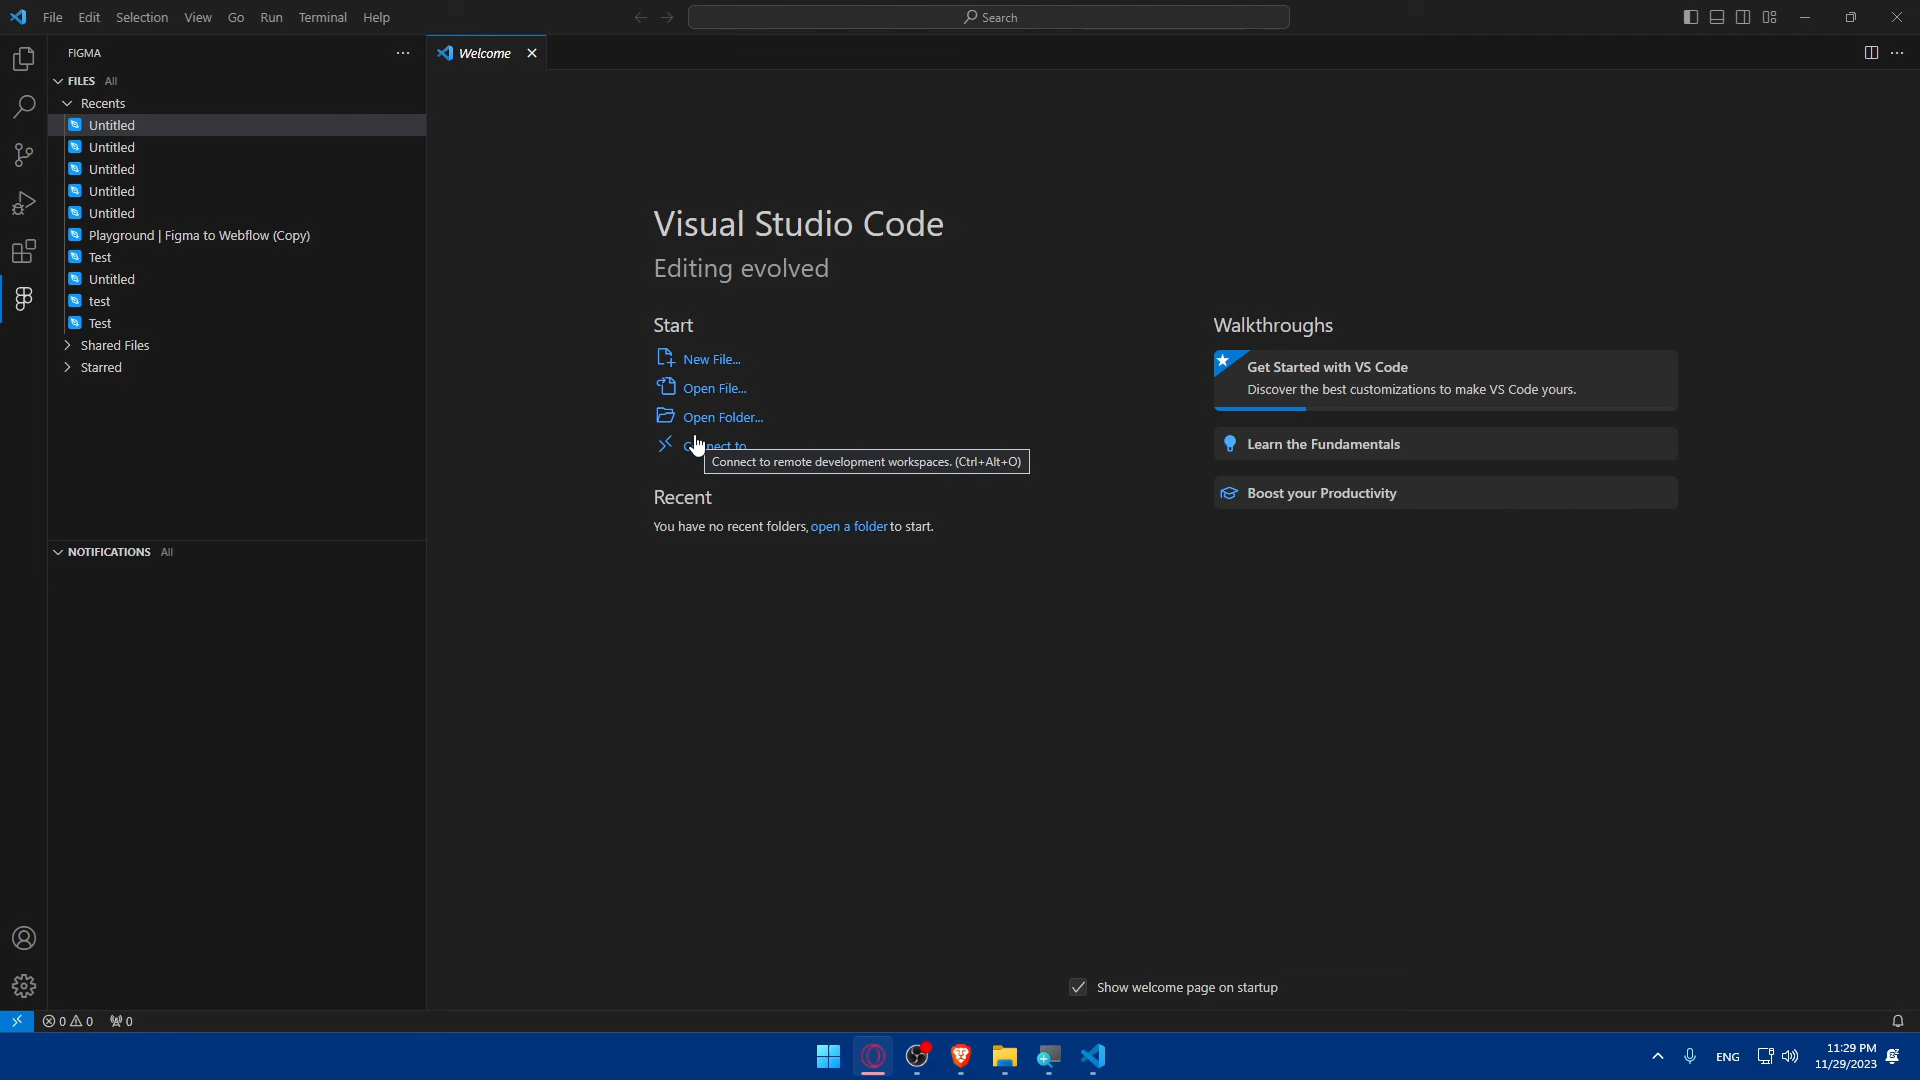 File Edit Selection View Go Run Terminal Help
Search
FIGMA
Welcome
FILES All
Recents
Untitled
Untitled
Untitled
Untitled
Untitled
Playground | Figma to Webflow (Copy)
Test
Untitled
test
Test
Shared Files
Starred
NOTIFICATIONS All
Visual Studio Code
Editing evolved
Start
New File...
Open File...
Open Folder...
Connect to remote development workspaces. (Ctrl+Alt+O)
Recent
You have no recent folders, open a folder to start.
Walkthroughs
Get Started with VS Code
Discover the best customizations to make VS Code yours.
Learn the Fundamentals
Boost your Productivity
Show welcome page on startup
0 0 0
ENG
11:29 PM
11/29/2023